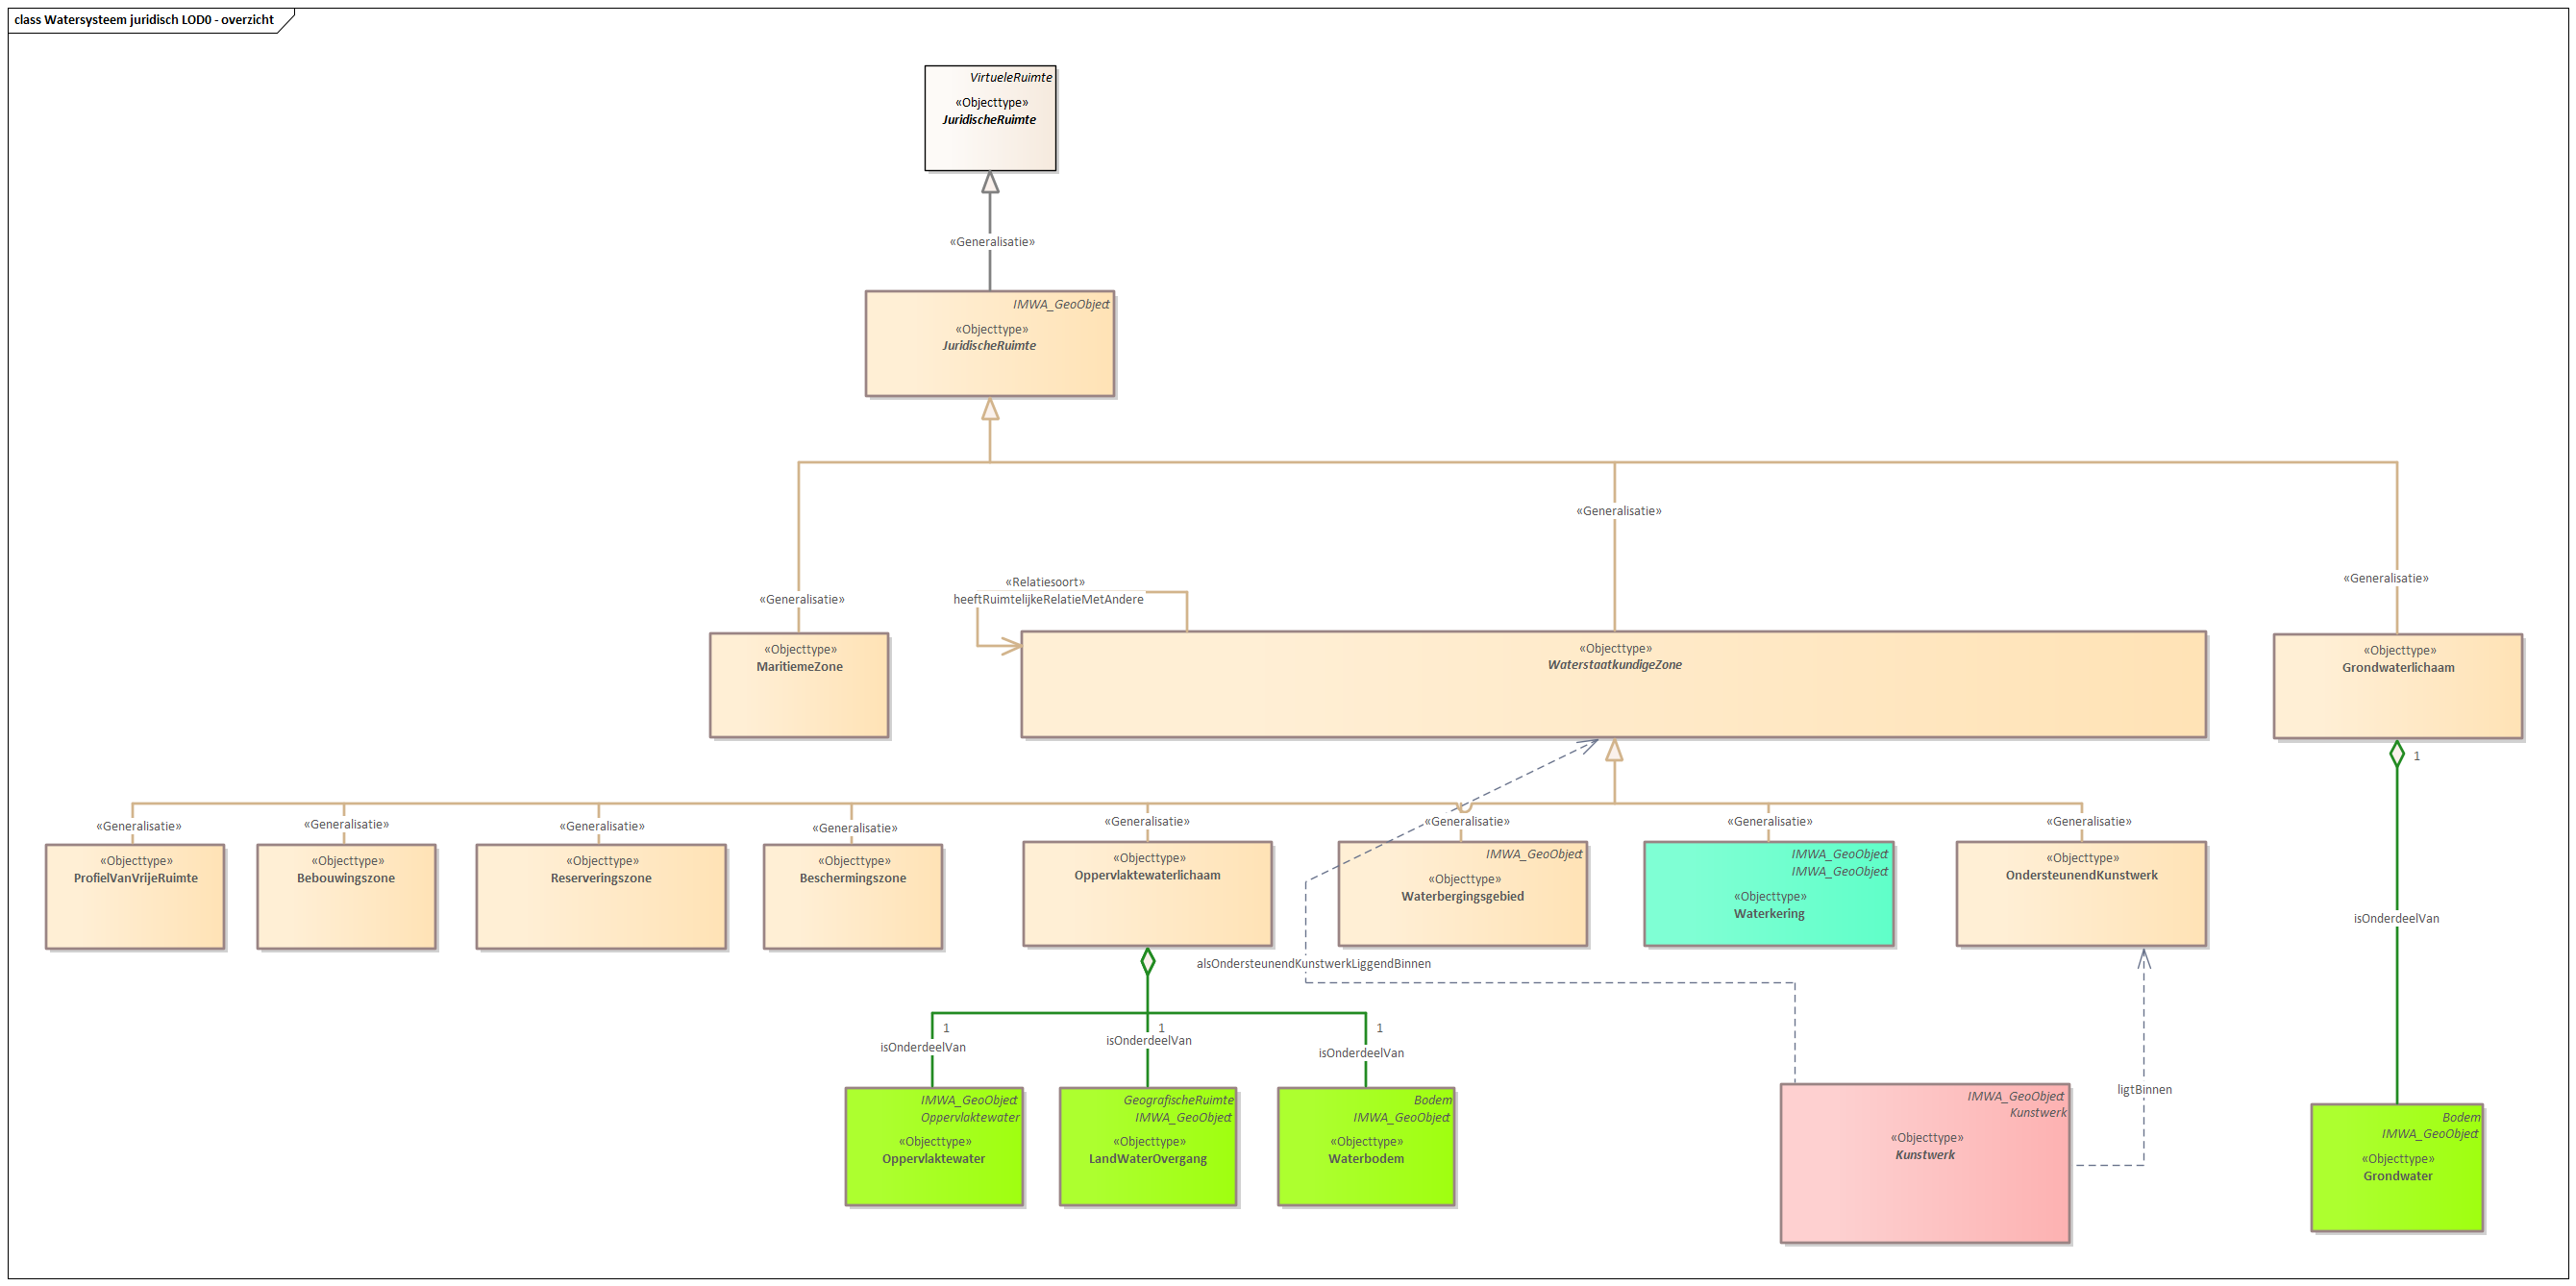 class Watersysteem juridisch LOD0 - overzicht
VirtueleRuimte
«Objecttype»
JuridischeRuimte
«Generalisatie»
IMWA_GeoObject
«Objecttype»
JuridischeRuimte
«Generalisatie»
«Generalisatie»
«Generalisatie»
«Relatiesoort»
heeftRuimtelijkeRelatieMetAndere
«Objecttype»
MaritiemeZone
«Objecttype»
WaterstaatkundigeZone
«Objecttype»
Grondwaterlichaam
1
«Generalisatie»
«Generalisatie»
«Generalisatie»
«Generalisatie»
«Generalisatie»
«Generalisatie»
«Generalisatie»
«Generalisatie»
«Objecttype»
ProfielVanVrijeRuimte
«Objecttype»
Bebouwingszone
«Objecttype»
Reserveringszone
«Objecttype»
Beschermingszone
«Objecttype»
Oppervlaktewaterlichaam
IMWA_GeoObject
«Objecttype»
Waterbergingsgebied
IMWA_GeoObject
IMWA_GeoObject
«Objecttype»
Waterkering
«Objecttype»
OndersteunendKunstwerk
isOnderdeelVan
alsOndersteunendKunstwerkLiggendBinnen
1
isOnderdeelVan
1
isOnderdeelVan
1
isOnderdeelVan
ligtBinnen
IMWA_GeoObject
Oppervlaktewater
«Objecttype»
Oppervlaktewater
GeografischeRuimte
IMWA_GeoObject
«Objecttype»
LandWaterOvergang
Bodem
IMWA_GeoObject
«Objecttype»
Waterbodem
IMWA_GeoObject
Kunstwerk
«Objecttype»
Kunstwerk
Bodem
IMWA_GeoObject
«Objecttype»
Grondwater